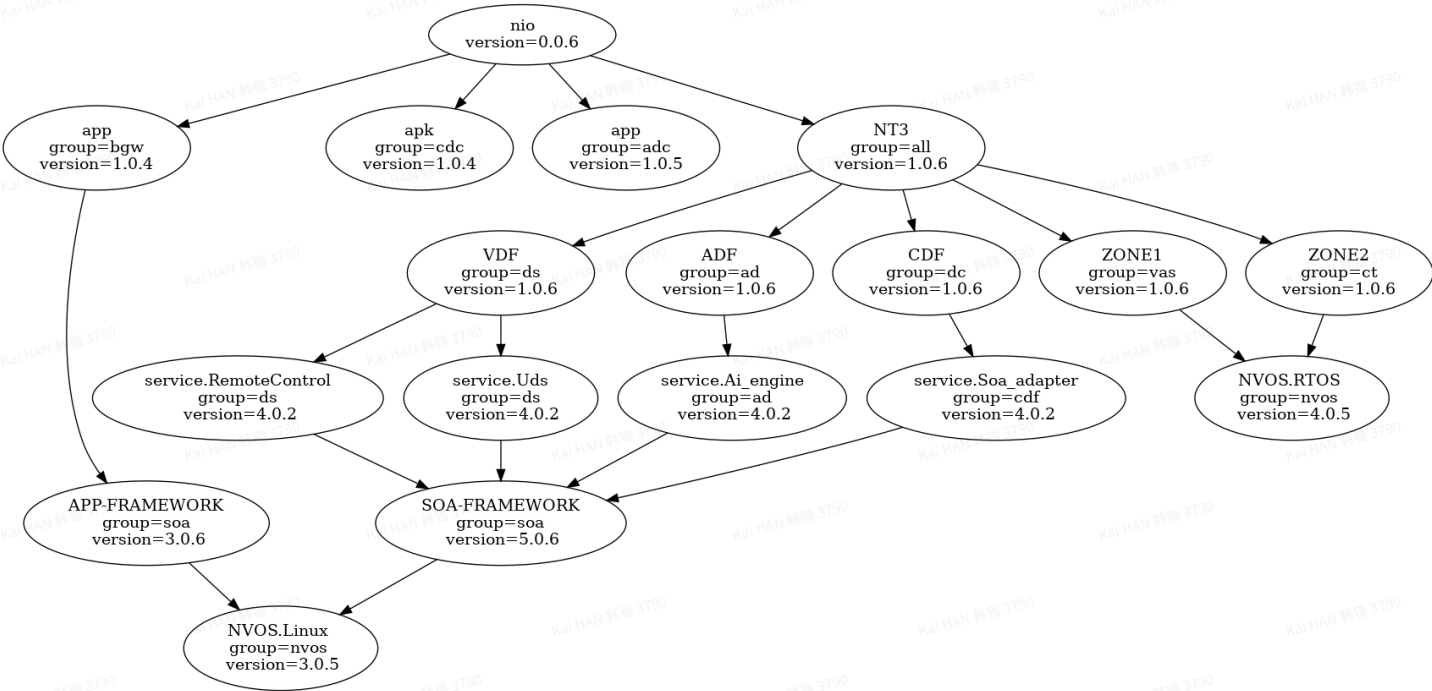 nio
version=0.0.6
app
group=bgw
version=1.0.4
apk
group=cdc
version=1.0.4
app
group=adc
version=1.0.5
NT3
group=all
version=1.0.6
VDF
group=ds
version=1.0.6
ADF
group=ad
version=1.0.6
CDF
group=dc
version=1.0.6
ZONE1
group=vas
version=1.0.6
ZONE2
group=ct
version=1.0.6
service.RemoteControl
group=ds
version=4.0.2
service.Uds
group=ds
version=4.0.2
service.Ai_engine
group=ad
version=4.0.2
service.Soa_adapter
group=cdf
version=4.0.2
NVOS.RTOS
group=nvos
version=4.0.5
APP-FRAMEWORK
group=soa
version=3.0.6
SOA-FRAMEWORK
group=soa
version=5.0.6
NVOS.Linux
group=nvos
version=3.0.5